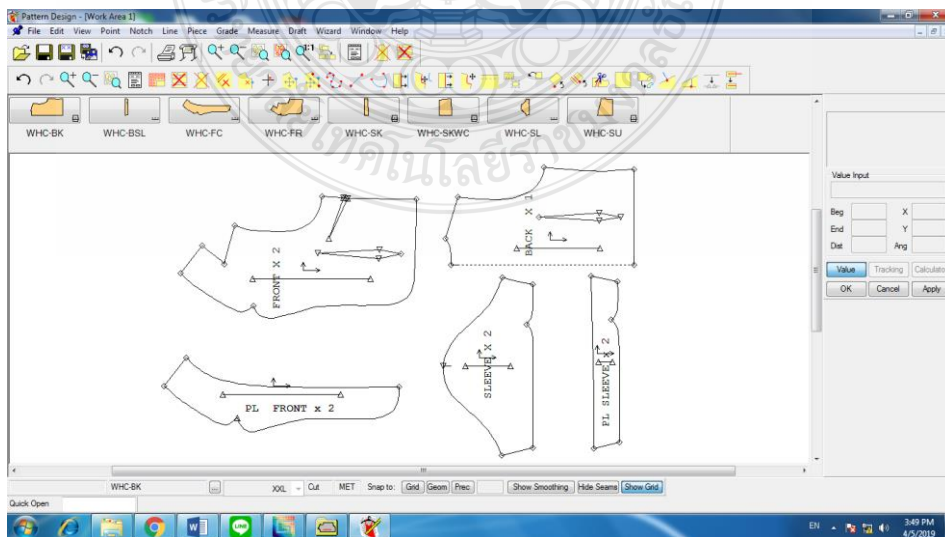 Pattern Design - [Work Area 1]
File Edit View Point Notch Line Piece Grade Measure Draft Wizard Window Help
WHC-BK WHC-BSL WHC-FC WHC-FR WHC-SK WHC-SKWC WHC-SL WHC-SU
FRONT X 2
BACK X 1
PL FRONT x 2
SLEEVE X 2
PL SLEEVE x 2
Value Input
Beg X
End Y
Dist Ang
Value Tracking Calculato
OK Cancel Apply
WHC-BK ... XXL Cut MET Snap to: Grid Geom Prec Show Smoothing Hide Seams Show Grid
Quick Open
EN 3:49 PM
4/5/2019